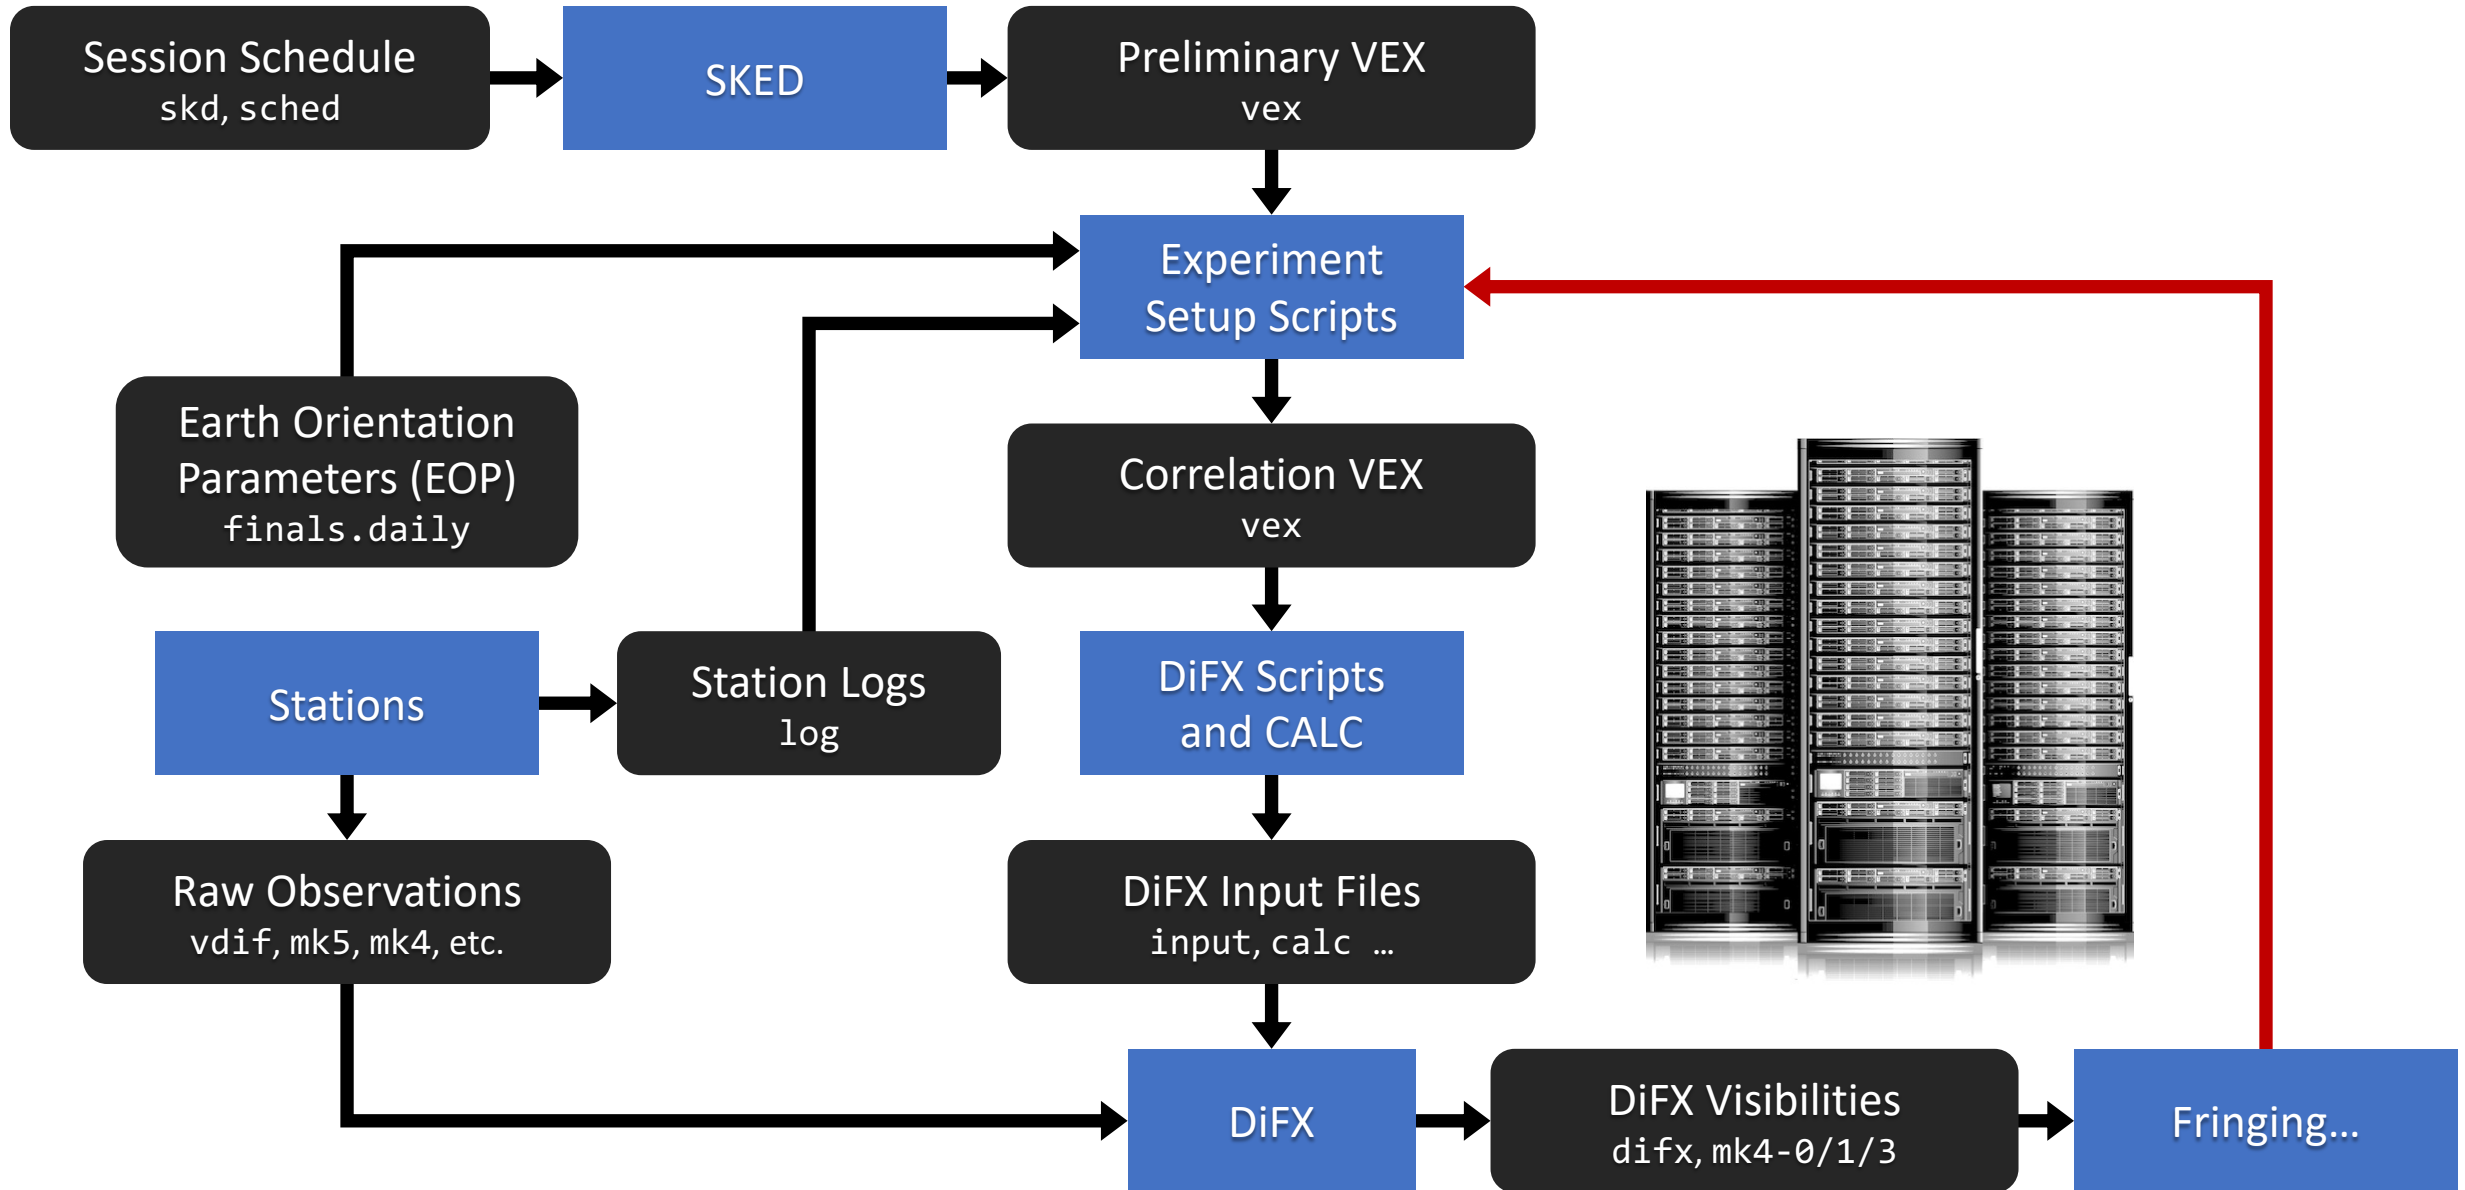 Session Schedule
skd, sched
SKED
Preliminary VEX
vex
Experiment
Setup Scripts
Earth Orientation
Parameters (EOP)
finals.daily
Correlation VEX
vex
Stations
Station Logs
log
DiFX Scripts
and CALC
Raw Observations
vdif, mk5, mk4, etc.
DiFX Input Files
input, calc …
DiFX
DiFX Visibilities
difx, mk4-0/1/3
Fringing…